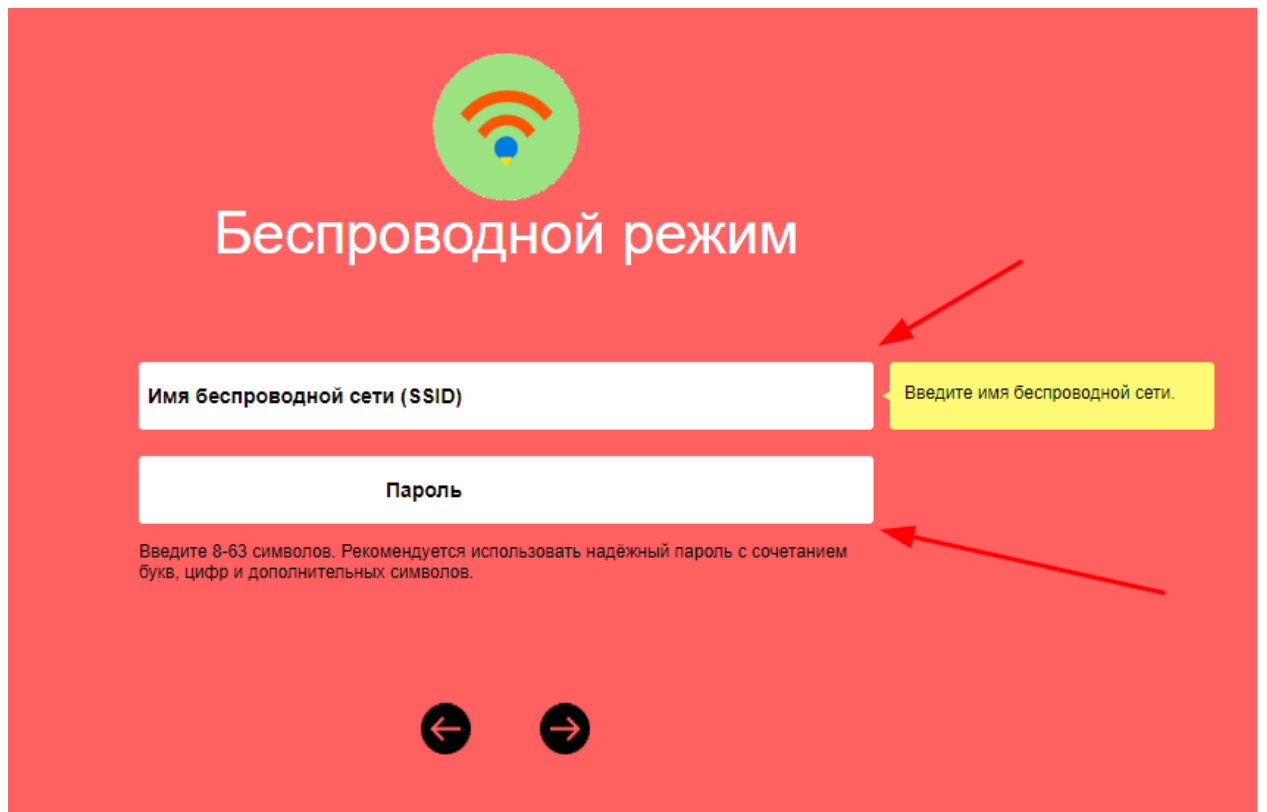 Беспроводной режим
Имя беспроводной сети (SSID)
Введите имя беспроводной сети.
Пароль
Введите 8-63 символов. Рекомендуется использовать надёжный пароль с сочетанием
букв, цифр и дополнительных символов.